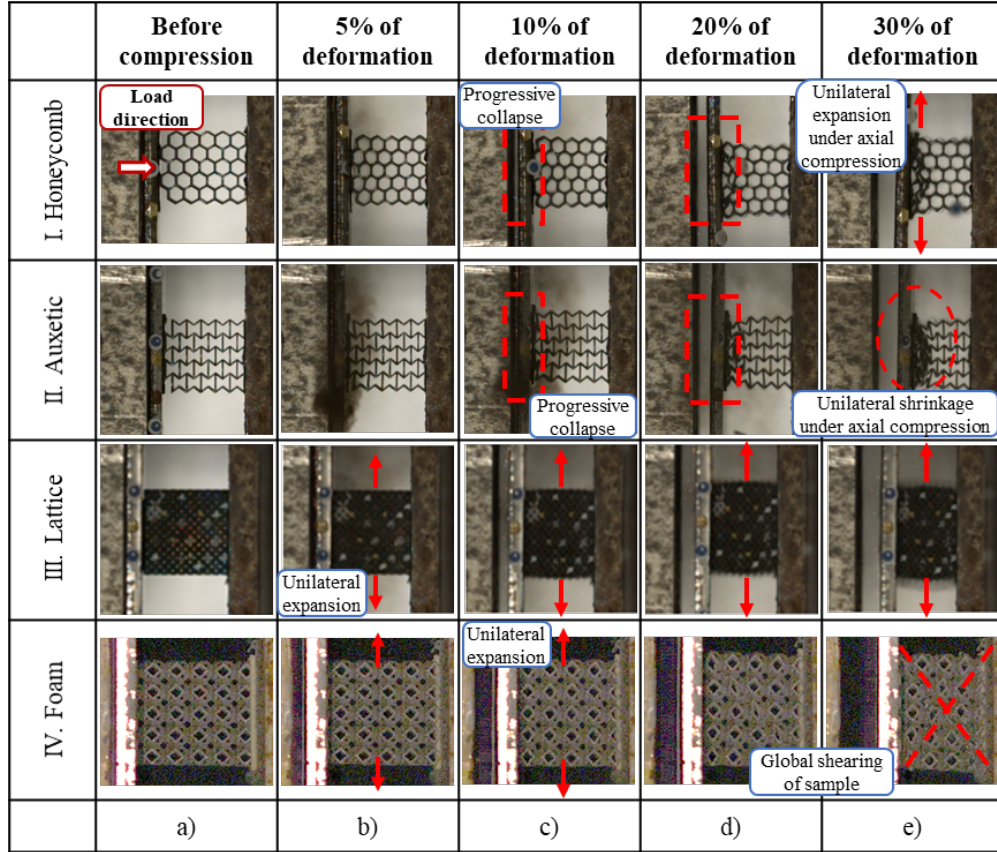 Before
compression
5% of
deformation
10% of
deformation
20% of
deformation
30% of
deformation
I. Honeycomb
Load
direction
Progressive
collapse
Unilateral
expansion
under axial
compression
II. Auxetic
Progressive
collapse
Unilateral shrinkage
under axial compression
III. Lattice
Unilateral
expansion
IV. Foam
Unilateral
expansion
Global shearing
of sample
a)
b)
c)
d)
e)